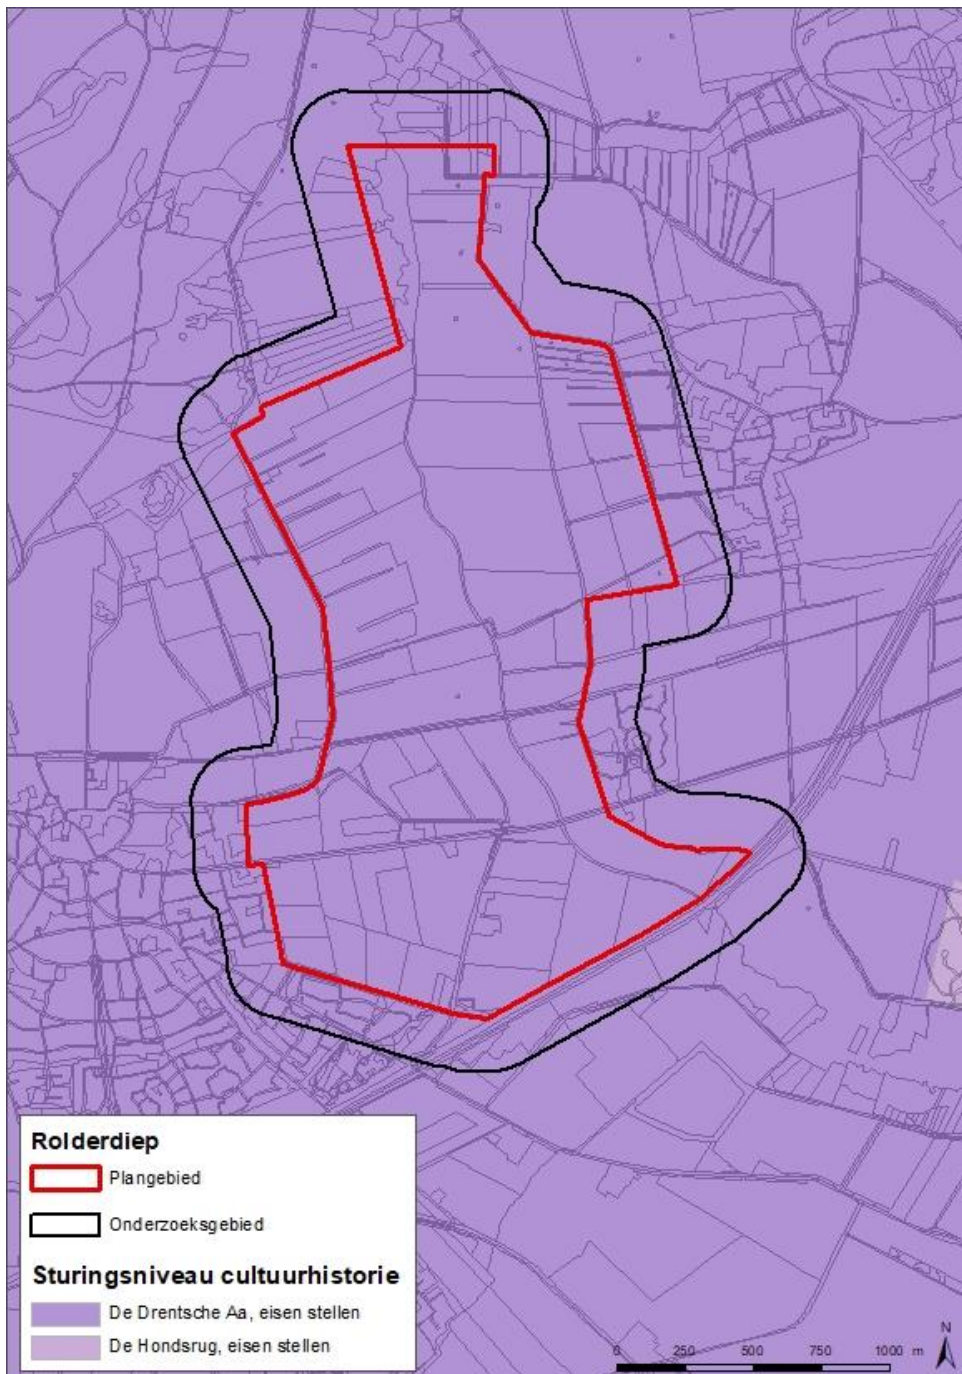 Rolderdiep
Plangebied
Onderzoeksgebied
Sturingsniveau cultuurhistorie
De Drentsche Aa, eisen stellen
De Hondsrug, eisen stellen
N
0 250 500 750 1000 m